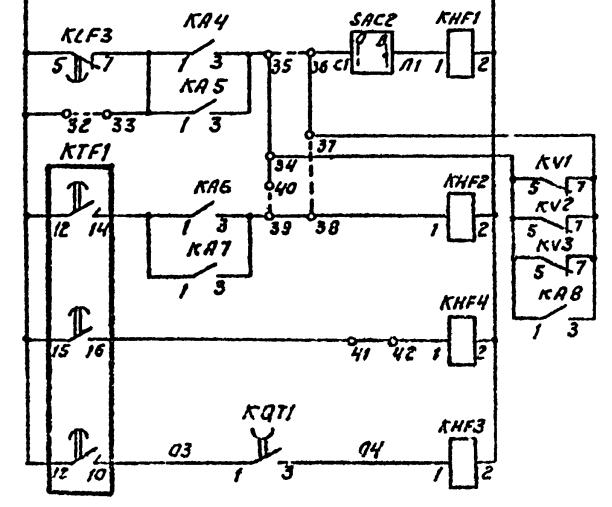 KLF3 KA4 SAC2 KHF1
O B
5 7 1 3 35 36 C1 Л1 1 2
KA5
32 33 1 3
KTF1 37
34 KV1
KA6 40 KHF2 5 7
KV2
12 14 1 3 39 38 1 2 5 7
KA7 KV3
1 3 5 7
KA8
KHF4
1 3
15 16 41 42 1 2
KQT1 KHF3
12 10 03 1 3 04 1 2